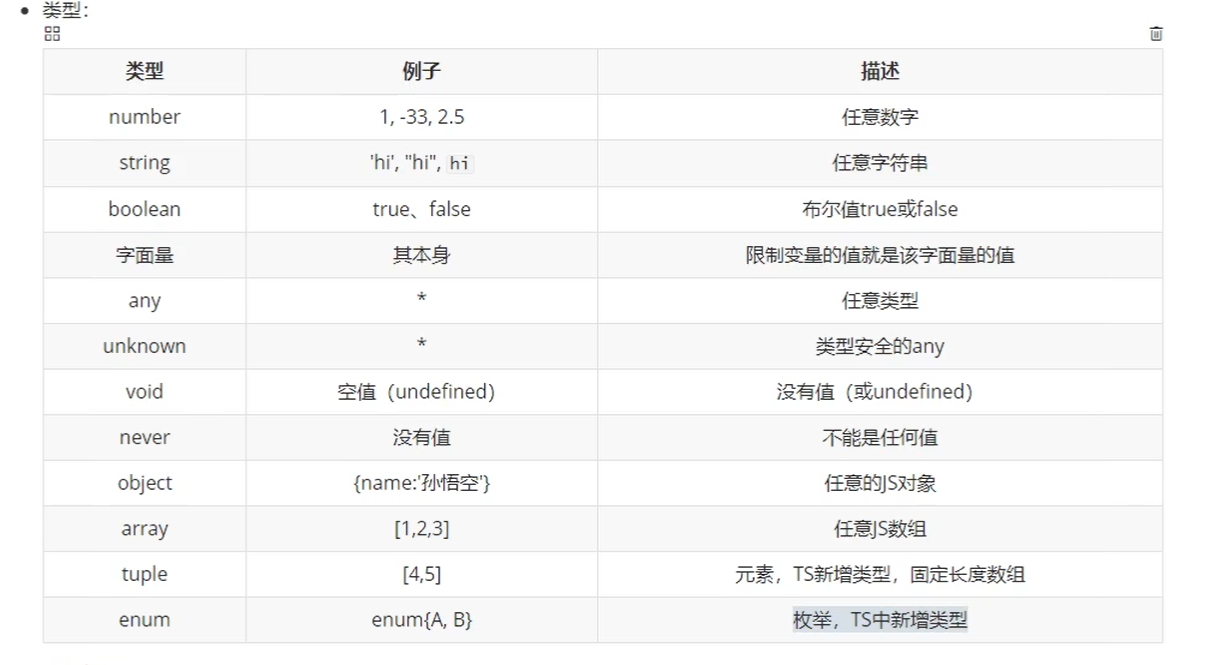 类型：
类型 例子 描述
number 1, -33, 2.5 任意数字
string 'hi', "hi", hi 任意字符串
boolean true、false 布尔值true或false
字面量 其本身 限制变量的值就是该字面量的值
any * 任意类型
unknown * 类型安全的any
void 空值（undefined） 没有值（或undefined）
never 没有值 不能是任何值
object {name:'孙悟空'} 任意的JS对象
array [1,2,3] 任意JS数组
tuple [4,5] 元素，TS新增类型，固定长度数组
enum enum{A, B} 枚举，TS中新增类型